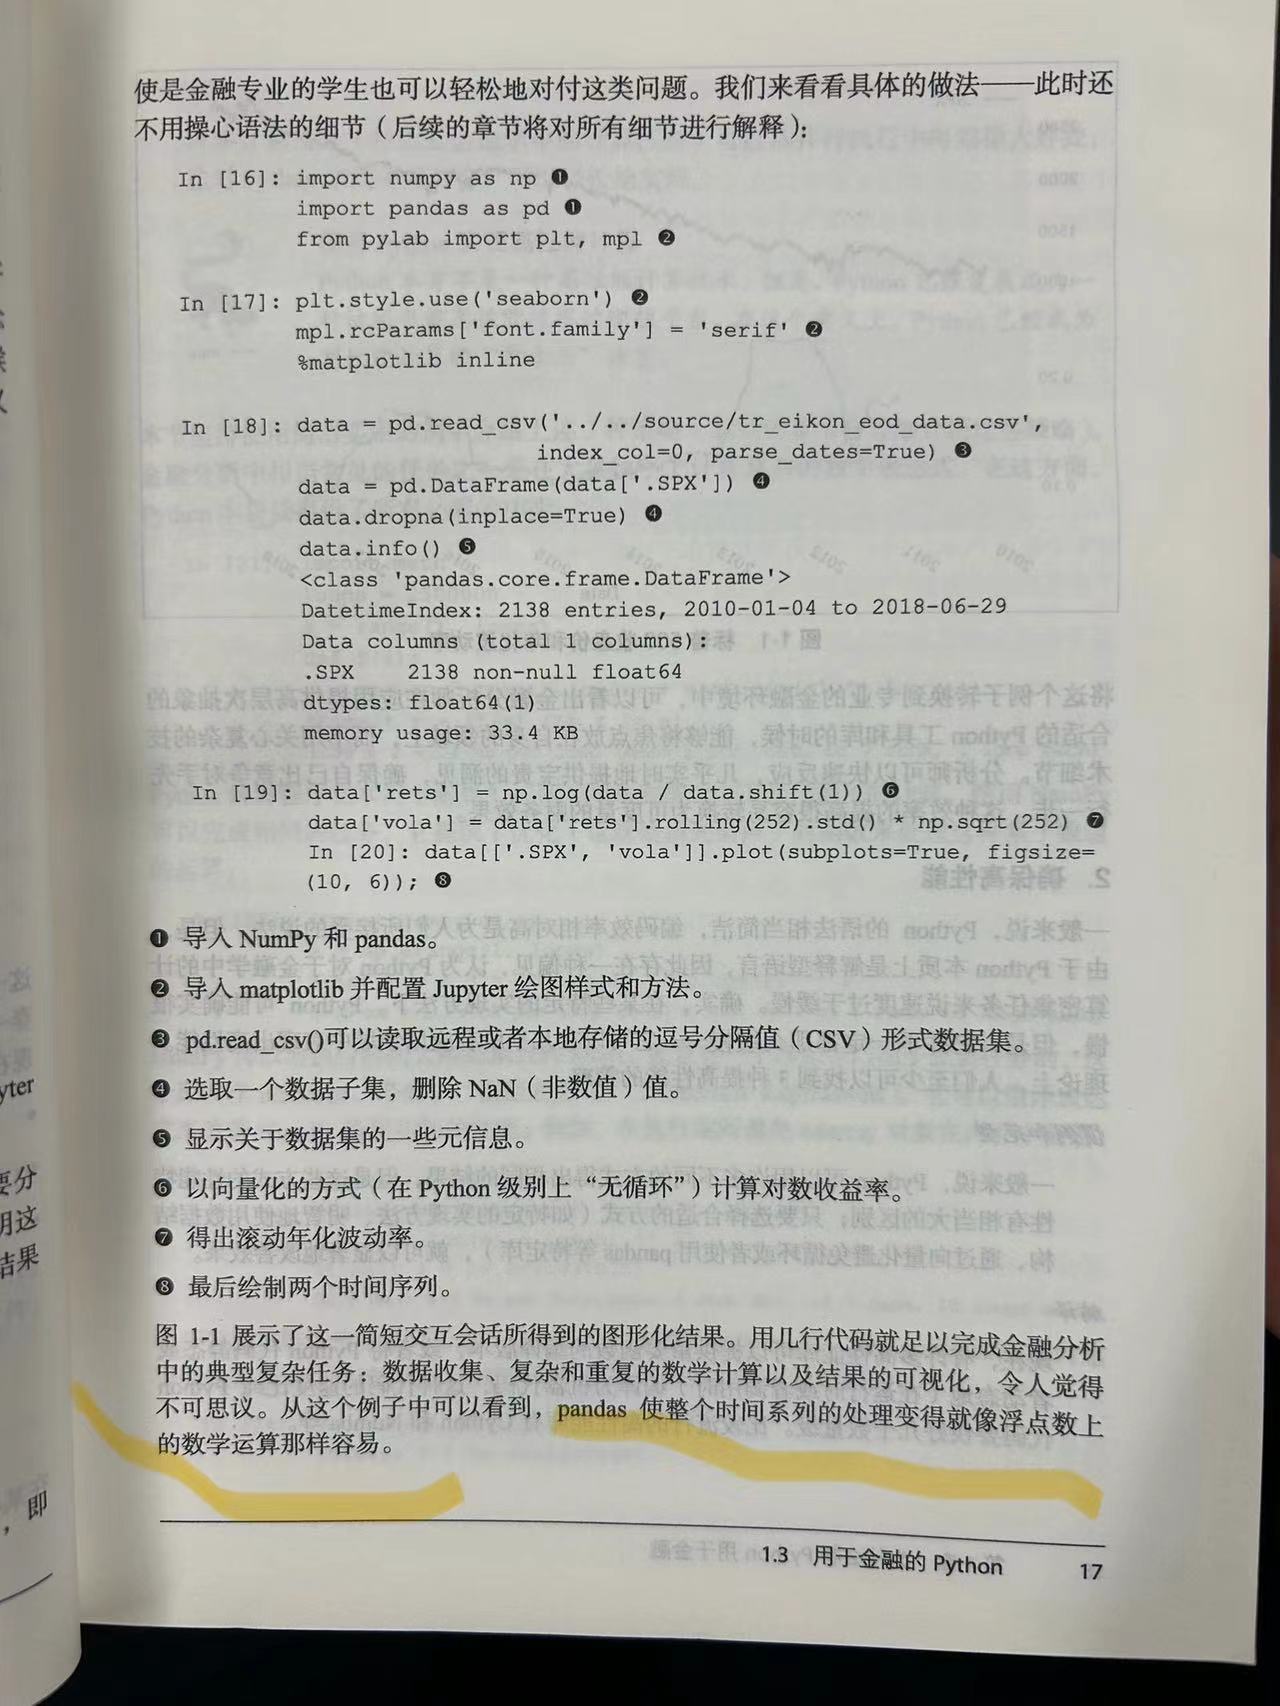 使是金融专业的学生也可以轻松地对付这类问题。我们来看看具体的做法——此时还
不用操心语法的细节（后续的章节将对所有细节进行解释）：
In [16]: import numpy as np ❶
import pandas as pd ❶
from pylab import plt, mpl ❷
In [17]: plt.style.use('seaborn') ❷
mpl.rcParams['font.family'] = 'serif' ❷
%matplotlib inline
In [18]: data = pd.read_csv('../../source/tr_eikon_eod_data.csv',
index_col=0, parse_dates=True) ❸
data = pd.DataFrame(data['.SPX']) ❹
data.dropna(inplace=True) ❹
data.info() ❺
<class 'pandas.core.frame.DataFrame'>
DatetimeIndex: 2138 entries, 2010-01-04 to 2018-06-29
Data columns (total 1 columns):
.SPX    2138 non-null float64
dtypes: float64(1)
memory usage: 33.4 KB
In [19]: data['rets'] = np.log(data / data.shift(1)) ❻
data['vola'] = data['rets'].rolling(252).std() * np.sqrt(252) ❼
In [20]: data[['.SPX', 'vola']].plot(subplots=True, figsize=
(10, 6)); ❽
❶ 导入 NumPy 和 pandas。
❷ 导入 matplotlib 并配置 Jupyter 绘图样式和方法。
❸ pd.read_csv()可以读取远程或者本地存储的逗号分隔值（CSV）形式数据集。
❹ 选取一个数据子集，删除 NaN（非数值）值。
❺ 显示关于数据集的一些元信息。
❻ 以向量化的方式（在 Python 级别上“无循环”）计算对数收益率。
❼ 得出滚动年化波动率。
❽ 最后绘制两个时间序列。
图 1-1 展示了这一简短交互会话所得到的图形化结果。用几行代码就足以完成金融分析
中的典型复杂任务：数据收集、复杂和重复的数学计算以及结果的可视化，令人觉得
不可思议。从这个例子中可以看到，pandas 使整个时间系列的处理变得就像浮点数上
的数学运算那样容易。
1.3 用于金融的 Python 17